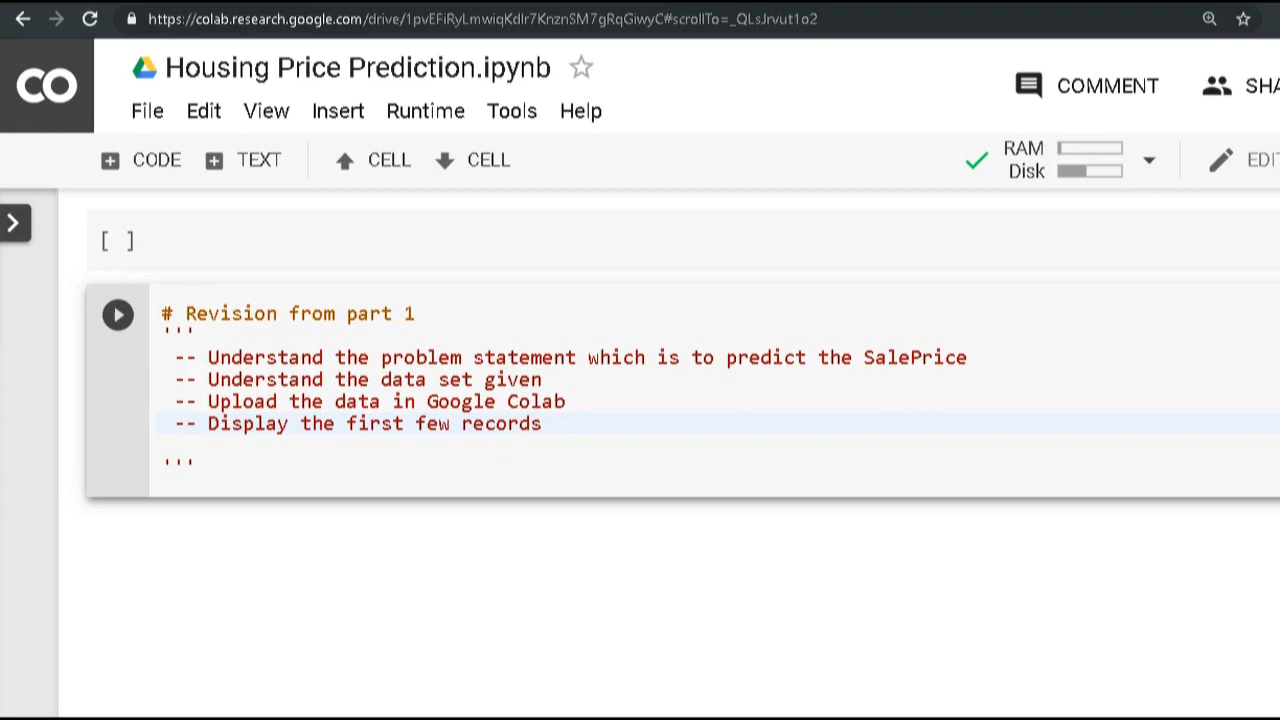 https://colab.research.google.com/drive/1pvEFiRyLmwiqKdIr7KnznSM7gRqGiwyC#scrollTo=_QLsJrvut1o2
CO Housing Price Prediction.ipynb
File Edit View Insert Runtime Tools Help
COMMENT SHA
CODE TEXT CELL CELL
RAM
Disk
EDI
[ ]
# Revision from part 1
'''
-- Understand the problem statement which is to predict the SalePrice
-- Understand the data set given
-- Upload the data in Google Colab
-- Display the first few records
'''